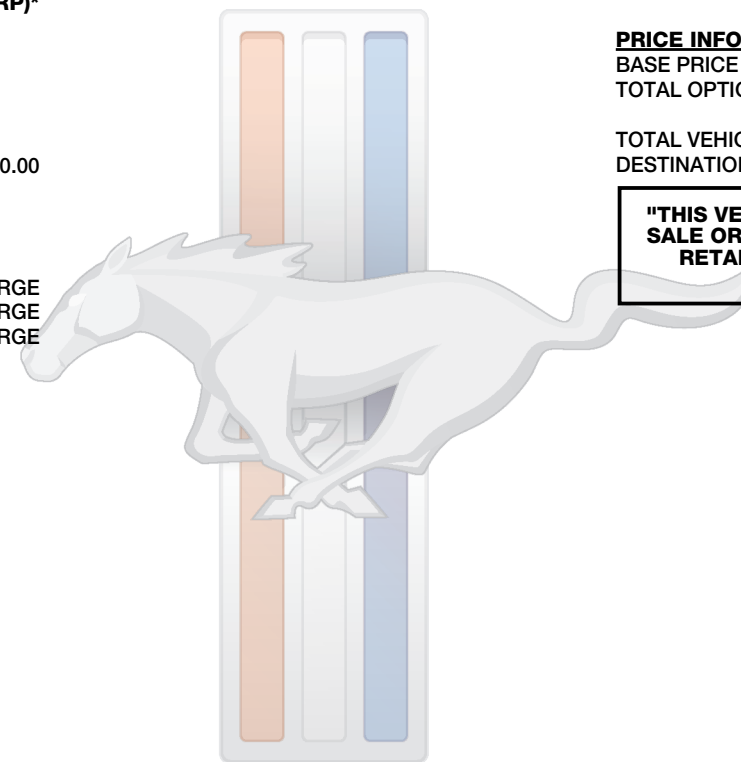 RP)*
0.00
RGE
RGE
RGE
PRICE INFO
BASE PRICE
TOTAL OPTIO
TOTAL VEHIC
DESTINATION
"THIS VE
SALE OR
RETAI